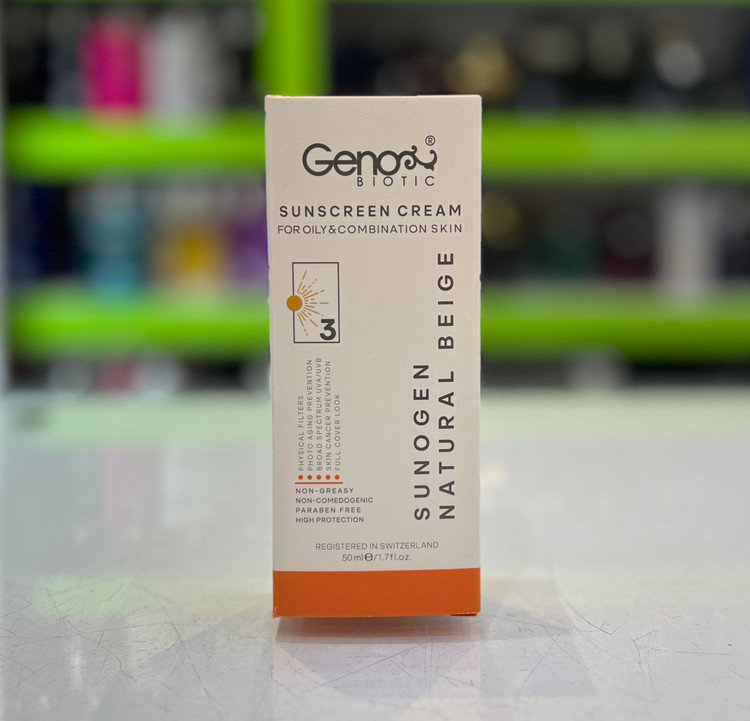 Geno
®
BIOTIC
SUNSCREEN CREAM
FOR OILY&COMBINATION SKIN
3
SUNOGEN
NATURAL BEIGE
PHYSICAL FILTERS
PHOTO AGING PREVENTION
BROAD SPECTRUM UVA/UVB
SKIN CANCER PREVENTION
FULL COVER LOOK
NON-GREASY
NON-COMEDOGENIC
PARABEN FREE
HIGH PROTECTION
REGISTERED IN SWITZERLAND
50 ml℮/1.7fl.oz.